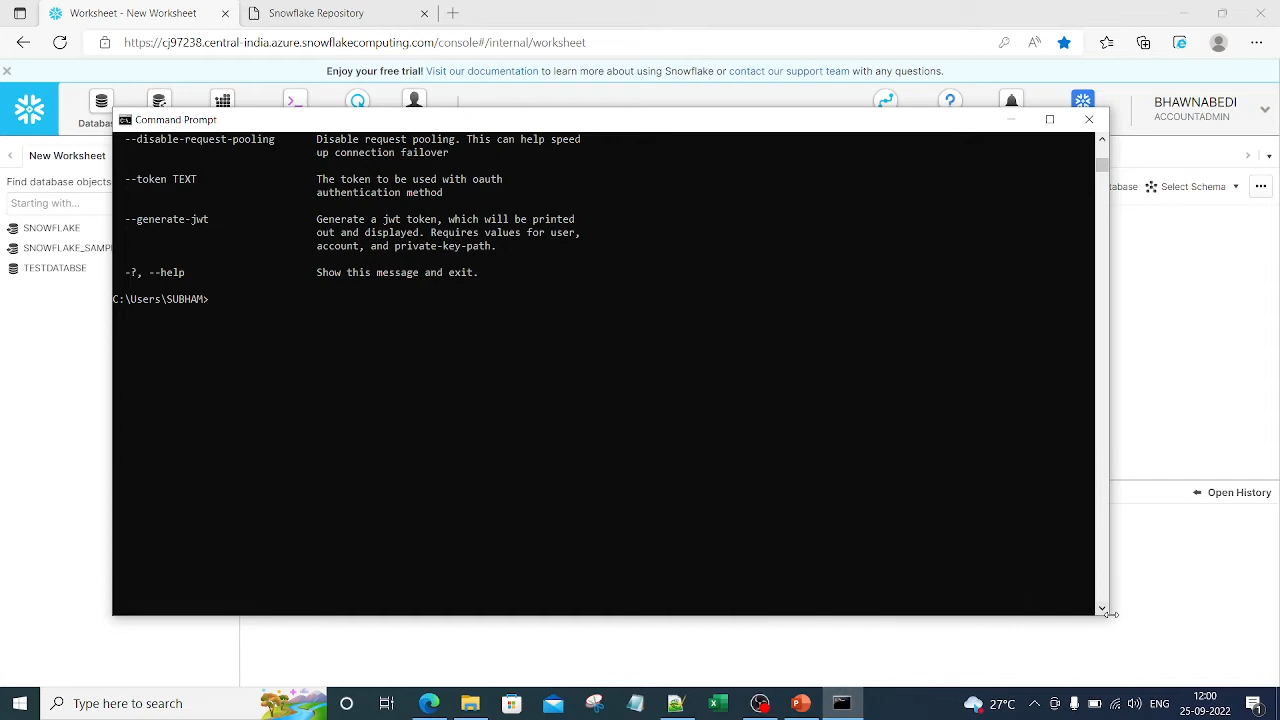 Worksheet - New Worksheet
Snowflake Repository
https://cj97238.central-india.azure.snowflakecomputing.com/console#/internal/worksheet
Enjoy your free trial! Visit our documentation to learn more about using Snowflake or contact our support team with any questions.
BHAWNABEDI
ACCOUNTADMIN
Command Prompt
New Worksheet
Find database objects
Starting with...
Select Schema
SNOWFLAKE
TESTDATABSE
--disable-request-pooling Disable request pooling. This can help speed
up connection failover
--token TEXT The token to be used with oauth
authentication method
--generate-jwt Generate a jwt token, which will be printed
out and displayed. Requires values for user,
account, and private-key-path.
-?, --help Show this message and exit.
C:\Users\SUBHAM>
Open History
Type here to search
27°C
ENG
12:00
25-09-2022